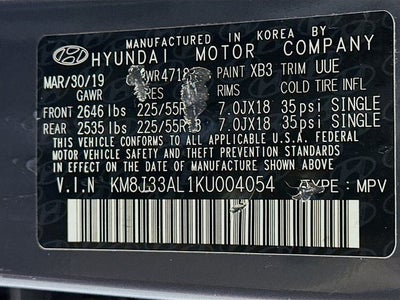 MANUFACTURED IN KOREA BY
HYUNDAI MOTOR COMPANY
MAR/30/19 PAINT XB3 TRIM UUE
GAWR RIMS COLD TIRE INFL
FRONT 2646 lbs 225/55R 7.0JX18 35psi SINGLE
REAR 2535 lbs 225/55R 7.0JX18 35psi SINGLE
THIS VEHICLE CONFORMS TO ALL APPLICABLE U.S. FEDERAL
MOTOR VEHICLE SAFETY, BUMPER, AND THEFT PREVENTION STANDARDS
IN EFFECT ON THE DATE OF MANUFACTURE SHOWN ABOVE.
V.I.N KM8J33AL1KU004054 TYPE: MPV